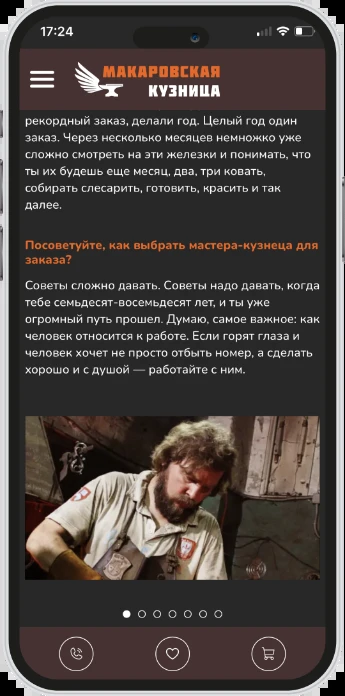 17:24
МАКАРОВСКАЯ
КУЗНИЦА
рекордный заказ, делали год. Целый год один
заказ. Через несколько месяцев немножко уже
сложно смотреть на эти железки и понимать, что
ты их будешь еще месяц, два, три ковать,
собирать слесарить, готовить, красить и так
далее.
Посоветуйте, как выбрать мастера-кузнеца для
заказа?
Советы сложно давать. Советы надо давать, когда
тебе семьдесят-восемьдесят лет, и ты уже
огромный путь прошел. Думаю, самое важное: как
человек относится к работе. Если горят глаза и
человек хочет не просто отбыть номер, а сделать
хорошо и с душой — работайте с ним.